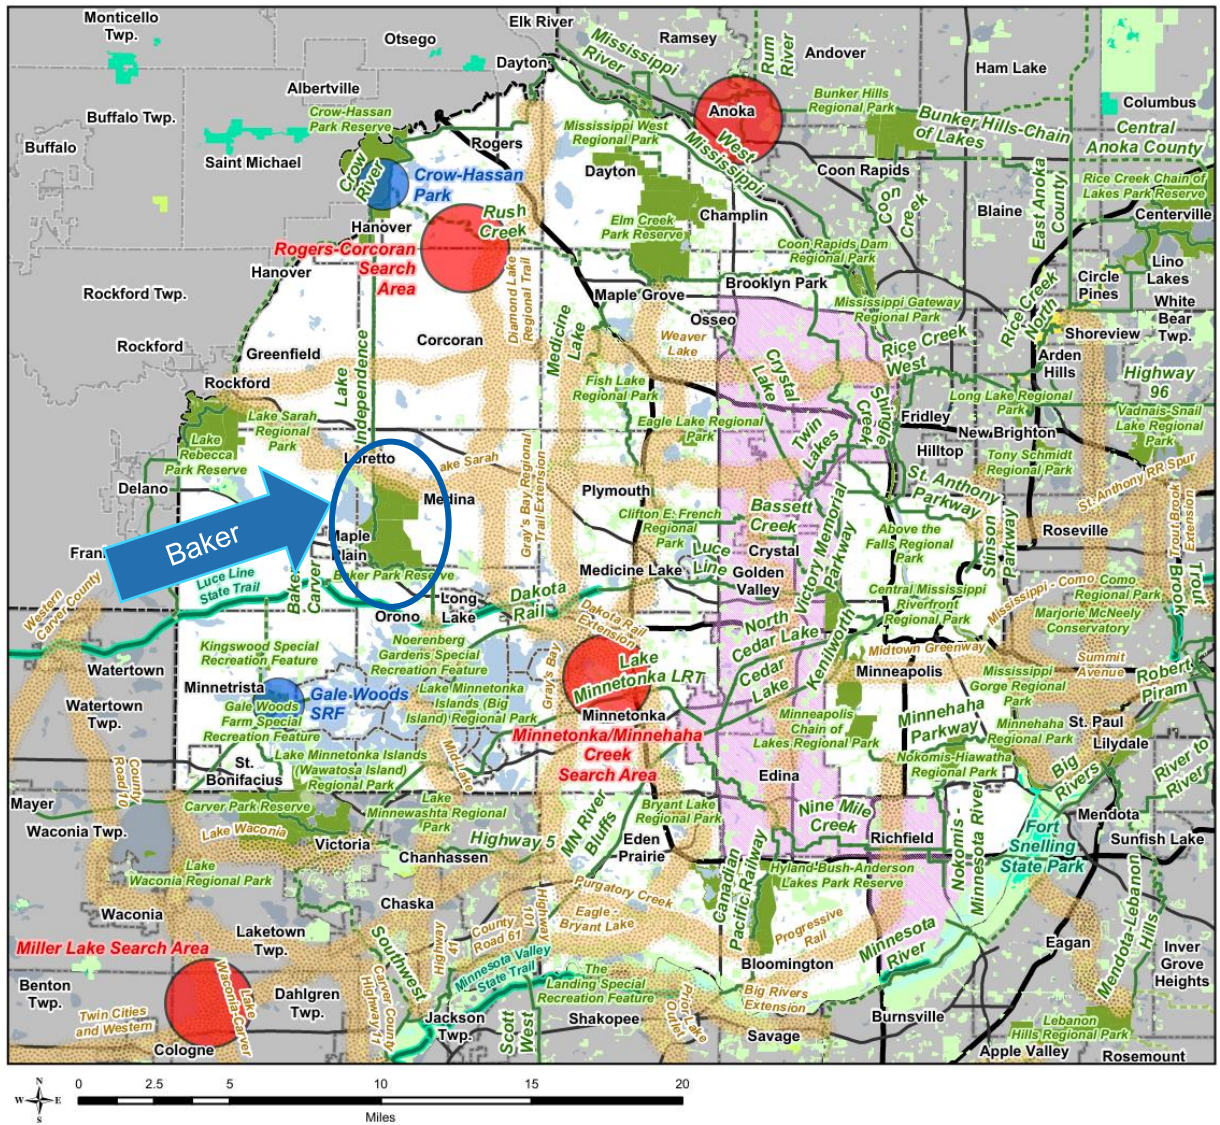 Monticello
Twp.
Otsego
Elk River
Ramsey
Andover
Ham Lake
Columbus
Mississippi
River
Rum
River
Dayton
Albertville
Buffalo Twp.
Buffalo
Saint Michael
Crow-Hassan
Park Reserve
Rogers
Mississippi West
Regional Park
Dayton
Anoka
West
Mississippi
Bunker Hills
Regional Park
Bunker Hills-Chain
of Lakes
Central
Anoka County
Coon Rapids
Coon
Creek
Blaine
East Anoka
County
Rice Creek Chain of
Lakes Park Reserve
Centerville
Crow
River
Crow-Hassan
Park
Hanover
Rush
Creek
Elm Creek
Park Reserve
Champlin
Coon Rapids Dam
Regional Park
Lino
Lakes
Circle
Pines
White
Bear
Twp.
Rogers-Corcoran
Search
Area
Hanover
Rockford Twp.
Diamond Lake
Regional Trail
Maple Grove
Brooklyn Park
Osseo
Mississippi Gateway
Regional Park
Rice Creek
North
Shoreview
Rockford
Greenfield
Corcoran
Medicine
Lake
Weaver
Lake
Rice Creek
West
Arden
Hills
Highway
96
Rockford
Lake
Independence
Fish Lake
Regional Park
Crystal
Lake
Shingle
Creek
Long Lake Regional
Park
Lake Sarah
Regional
Park
Eagle Lake Regional
Park
Twin
Lakes
Fridley
New Brighton
Vadnais-Snail
Lake Regional
Park
Lake
Rebecca
Park Reserve
Loretto
Lake Sarah
Hilltop
Tony Schmidt
Regional Park
Delano
Medina
Gray's Bay Regional
Trail Extension
Plymouth
St. Anthony
Parkway
St. Anthony RR Spur
Clifton E. French
Regional
Park
Bassett
Creek
Victory Memorial
Parkway
Above the
Falls Regional
Park
Stinson
Parkway
Roseville
Trout Brook
Extension
Baker
Maple
Plain
Fran
Crystal
Luce
Line
Luce Line
State Trail
Baker
Carver
Baker Park Reserve
Medicine Lake
Golden
Valley
Trout
Brook
Western
Carver County
Long
Lake
Dakota
Rail
Dakota Rail
Extension
Central Mississippi
Riverfront
Regional Park
Mississippi - Como
Como
Regional Park
Marjorie McNeely
Conservatory
Orono
Noerenberg
Gardens Special
Recreation Feature
North
Cedar Lake
Kingswood Special
Recreation Feature
Midtown Greenway
Summit
Avenue
Watertown
Gray's Bay
Lake
Minnetonka LRT
Cedar
Lake
Kenilworth
Minneapolis
Mississippi
Gorge Regional
Park
Robert
Piram
Minnetrista
Gale Woods
SRF
Lake Minnetonka
Islands (Big
Island) Regional Park
Watertown
Twp.
Gale Woods
Farm Special
Recreation Feature
Minnetonka
Minneapolis
Chain of
Lakes Regional Park
Minnehaha
Parkway
Minnehaha
Regional Park
St. Paul
Lilydale
Minnetonka/Minnehaha
Creek
Search Area
Lake Minnetonka Islands
(Wawatosa Island)
Regional Park
Mid-Lake
Nokomis-Hiawatha
Regional Park
Big
Rivers
River to
River
St.
Bonifacius
County
Road 10
Edina
Mayer
Carver Park Reserve
Lake
Minnewashta Regional
Park
MN River
Bluffs
Bryant Lake
Regional Park
Nine Mile
Creek
Nokomis -
Minnesota River
Mendota
Waconia Twp.
Lake Waconia
Victoria
Highway 5
Eden
Prairie
Richfield
Fort
Snelling
State Park
Sunfish Lake
Chanhassen
Lake
Waconia Regional Park
Canadian
Pacific Railway
Hyland-Bush-Anderson
Lakes Park Reserve
Waconia
Chaska
Purgatory Creek
Mendota-Lebanon
Hills
Laketown
Twp.
County
Road 61
Highway
101
Eagle -
Bryant Lake
Progressive
Rail
Minnesota
River
Eagan
Inver
Grove
Heights
Miller Lake Search Area
Southwest
Highway
41
Minnesota Valley
State Trail
Bloomington
Benton
Twp.
Lake
Waconia-Carver
Dahlgren
Twp.
Carver County
Highway 11
The
Landing Special
Recreation Feature
Prior Lake
Outlet
Big Rivers
Extension
Twin Cities
and Western
Jackson
Twp.
Scott
West
Shakopee
Burnsville
Lebanon
Hills Regional Park
Savage
Cologne
Apple Valley
Rosemount
N
W E
S
0 2.5 5 10 15 20
Miles